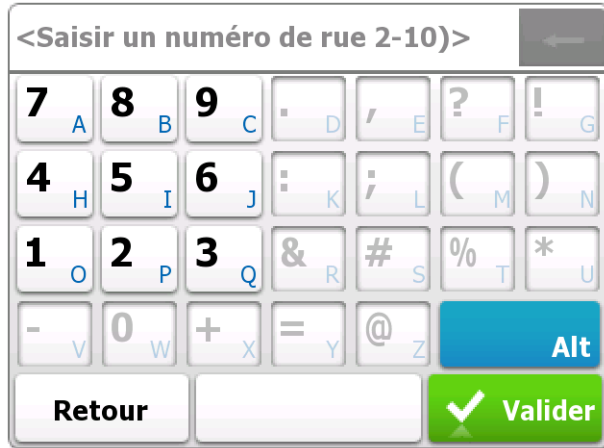 <Saisir un numéro de rue 2-10)>
7 A 8 B 9 C . D , E ? F ! G
4 H 5 I 6 J : K ; L ( M ) N
1 O 2 P 3 Q & R # S % T * U
- V 0 W + X = Y @ Z Alt
Retour Valider